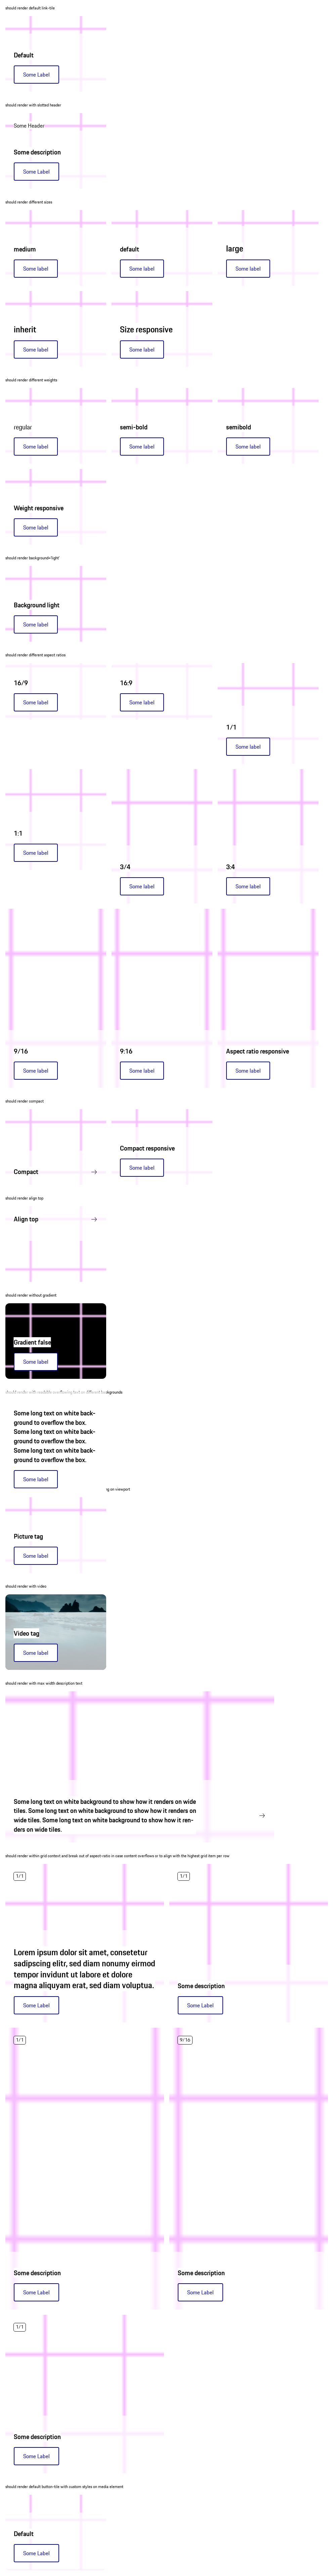 should render default link-tile
Default
Some Label
should render with slotted header
Some Header
Some description
Some Label
should render different sizes
medium
Some label
default
Some label
large
Some label
inherit
Some label
Size responsive
Some label
should render different weights
regular
Some label
semi-bold
Some label
semibold
Some label
Weight responsive
Some label
should render background='light'
Background light
Some label
should render different aspect ratios
16/9
Some label
16:9
Some label
1/1
Some label
1:1
Some label
3/4
Some label
3:4
Some label
9/16
Some label
9:16
Some label
Aspect ratio responsive
Some label
should render compact
Compact
Compact responsive
Some label
should render align top
Align top
should render without gradient
Gradient false
Some label
should render with readable overflowing text on different backgrounds
Some long text on white back-
ground to overflow the box.
Some long text on white back-
ground to overflow the box.
Some long text on white back-
ground to overflow the box.
Some label
on viewport
Picture tag
Some label
should render with video
Video tag
Some label
should render with max-width description text
Some long text on white background to show how it renders on wide
tiles. Some long text on white background to show how it renders on
wide tiles. Some long text on white background to show how it ren-
ders on wide tiles.
should render within grid context and break out of aspect-ratio in case content overflows or to align with the highest grid item per row
1/1
Lorem ipsum dolor sit amet, consetetur
sadipscing elitr, sed diam nonumy eirmod
tempor invidunt ut labore et dolore
magna aliquyam erat, sed diam voluptua.
Some Label
1/1
Some description
Some Label
1/1
Some description
Some Label
9/16
Some description
Some Label
1/1
Some description
Some Label
should render default button-tile with custom styles on media element
Default
Some Label